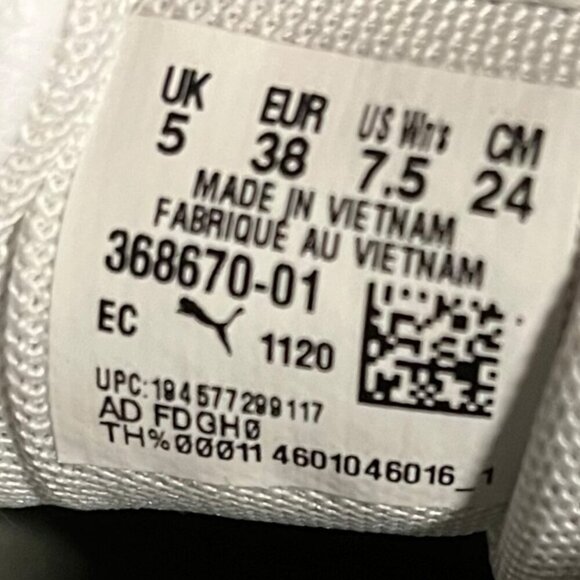 UK EUR US Wn's CM
5 38 7.5 24
MADE IN VIETNAM
FABRIQUÉ AU VIETNAM
368670-01
EC 1120
UPC:194577299117
AD FDGH0
TH%00011 4601046016_1